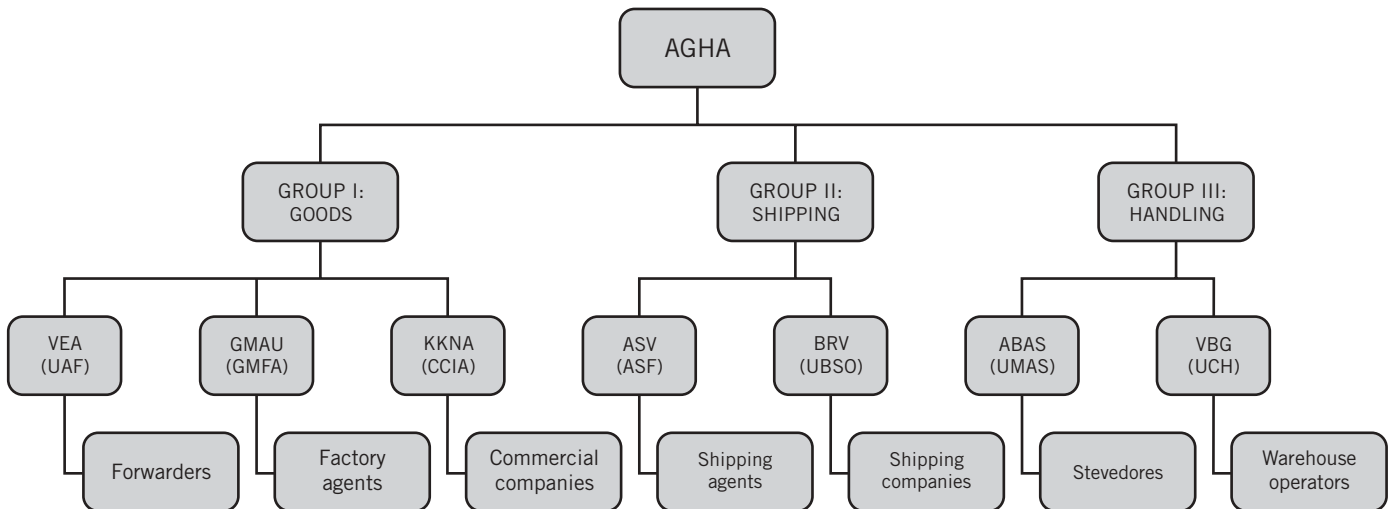 AGHA
GROUP I:
GOODS
GROUP II:
SHIPPING
GROUP III:
HANDLING
VEA
(UAF)
GMAU
(GMFA)
KKNA
(CCIA)
ASV
(ASF)
BRV
(UBSO)
ABAS
(UMAS)
VBG
(UCH)
Forwarders
Factory
agents
Commercial
companies
Shipping
agents
Shipping
companies
Stevedores
Warehouse
operators